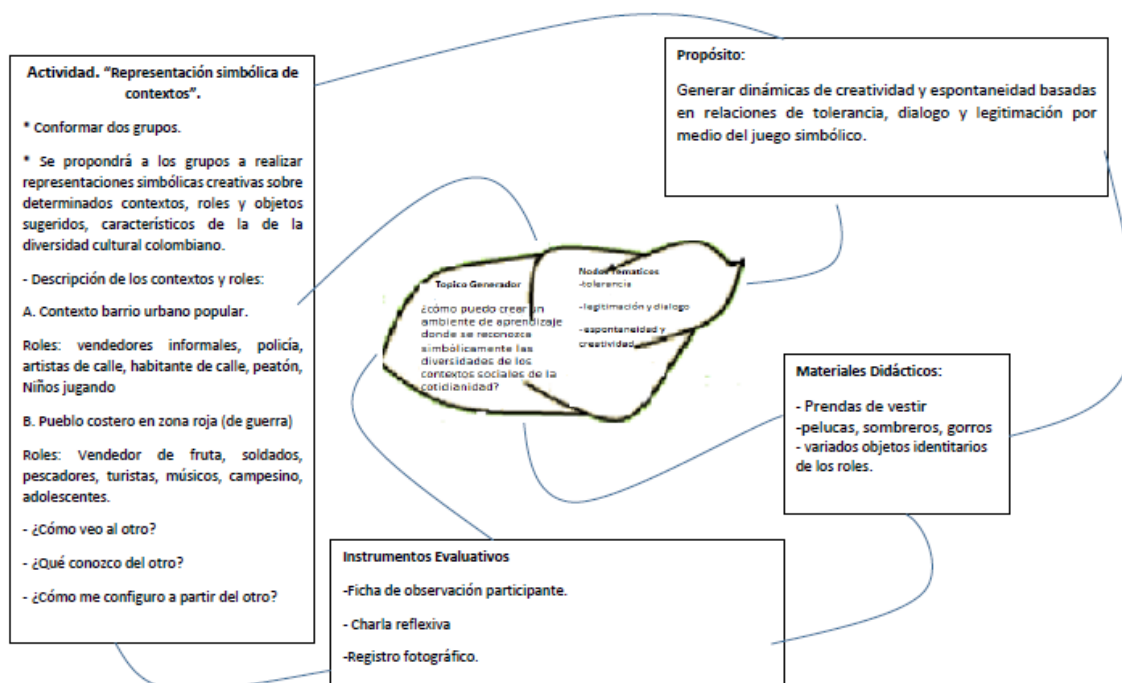 Actividad. “Representación simbólica de
contextos”.
* Conformar dos grupos.
* Se propondrá a los grupos a realizar
representaciones simbólicas creativas sobre
determinados contextos, roles y objetos
sugeridos, característicos de la de la
diversidad cultural colombiano.
- Descripción de los contextos y roles:
A. Contexto barrio urbano popular.
Roles: vendedores informales, policía,
artistas de calle, habitante de calle, peatón,
Niños jugando
B. Pueblo costero en zona roja (de guerra)
Roles: Vendedor de fruta, soldados,
pescadores, turistas, músicos, campesino,
adolescentes.
- ¿Cómo veo al otro?
- ¿Qué conozco del otro?
- ¿Cómo me configuro a partir del otro?
Propósito:
Generar dinámicas de creatividad y espontaneidad basadas
en relaciones de tolerancia, dialogo y legitimación por
medio del juego simbólico.
Topico Generador
¿cómo puedo crear un
ambiente de aprendizaje
donde se reconozca
simbólicamente las
diversidades de los
contextos sociales de la
cotidianidad?
Nodos Tematicos
-tolerancia
-legitimación y dialogo
-espontaneidad y
creatividad
Materiales Didácticos:
- Prendas de vestir
-pelucas, sombreros, gorros
- variados objetos identitarios
de los roles.
Instrumentos Evaluativos
-Ficha de observación participante.
- Charla reflexiva
-Registro fotográfico.